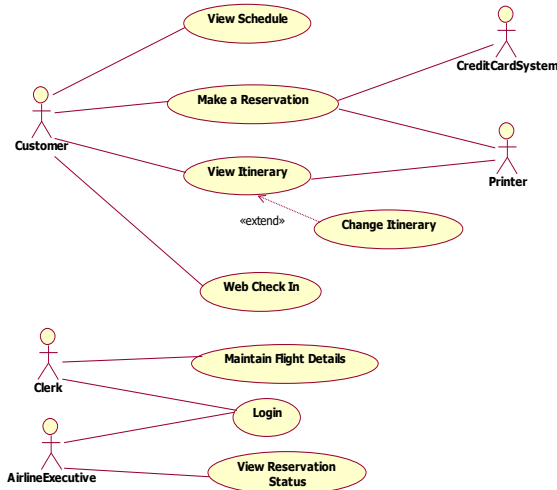 View Schedule
CreditCardSystem
Make a Reservation
Customer
View Itinerary
Printer
«extend»
Change Itinerary
Web Check In
Maintain Flight Details
Clerk
Login
AirlineExecutive
View Reservation
Status